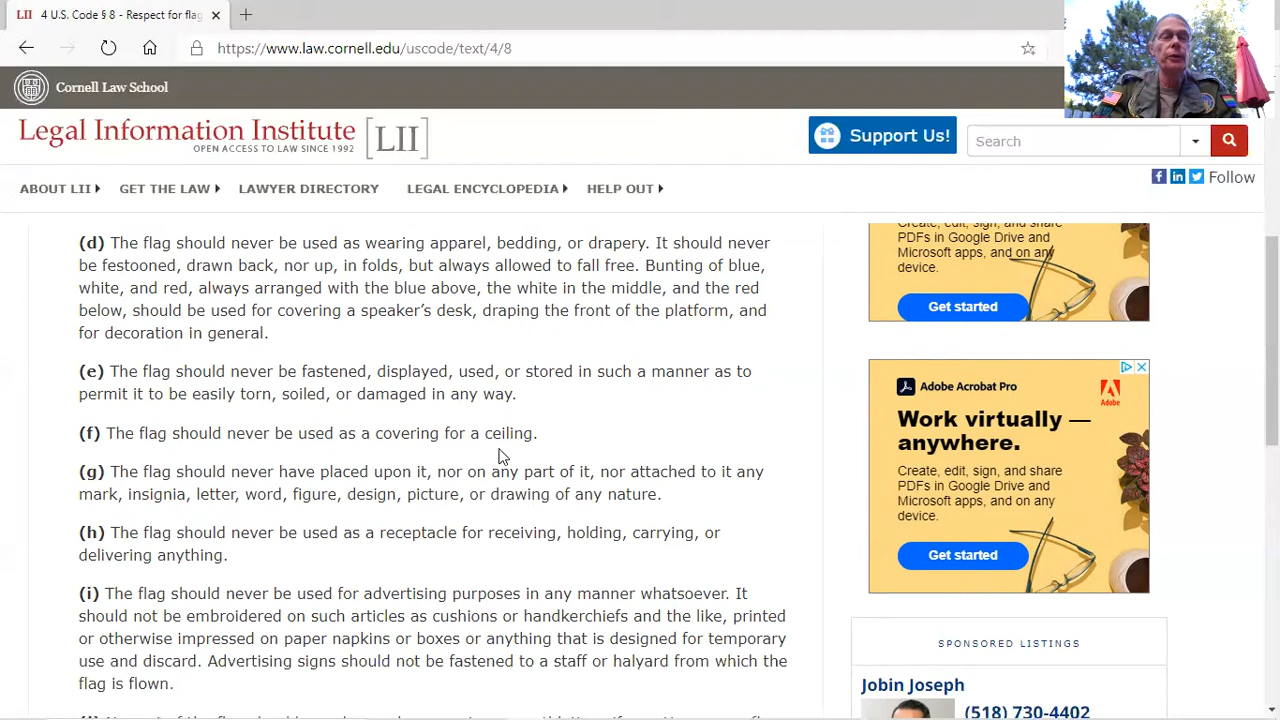 LII 4 U.S. Code § 8 - Respect for flag
https://www.law.cornell.edu/uscode/text/4/8
Cornell Law School
Legal Information Institute [LII]
OPEN ACCESS TO LAW SINCE 1992
Support Us!
Search
ABOUT LII GET THE LAW LAWYER DIRECTORY LEGAL ENCYCLOPEDIA HELP OUT
Follow
(d) The flag should never be used as wearing apparel, bedding, or drapery. It should never
be festooned, drawn back, nor up, in folds, but always allowed to fall free. Bunting of blue,
white, and red, always arranged with the blue above, the white in the middle, and the red
below, should be used for covering a speaker’s desk, draping the front of the platform, and
for decoration in general.
(e) The flag should never be fastened, displayed, used, or stored in such a manner as to
permit it to be easily torn, soiled, or damaged in any way.
(f) The flag should never be used as a covering for a ceiling.
(g) The flag should never have placed upon it, nor on any part of it, nor attached to it any
mark, insignia, letter, word, figure, design, picture, or drawing of any nature.
(h) The flag should never be used as a receptacle for receiving, holding, carrying, or
delivering anything.
(i) The flag should never be used for advertising purposes in any manner whatsoever. It
should not be embroidered on such articles as cushions or handkerchiefs and the like, printed
or otherwise impressed on paper napkins or boxes or anything that is designed for temporary
use and discard. Advertising signs should not be fastened to a staff or halyard from which the
flag is flown.
Create, edit, sign, and share
PDFs in Google Drive and
Microsoft apps, and on any
device.
Get started
Adobe Acrobat Pro
Adobe
Work virtually —
anywhere.
Create, edit, sign, and share
PDFs in Google Drive and
Microsoft apps, and on any
device.
Get started
SPONSORED LISTINGS
Jobin Joseph
(518) 730-4402